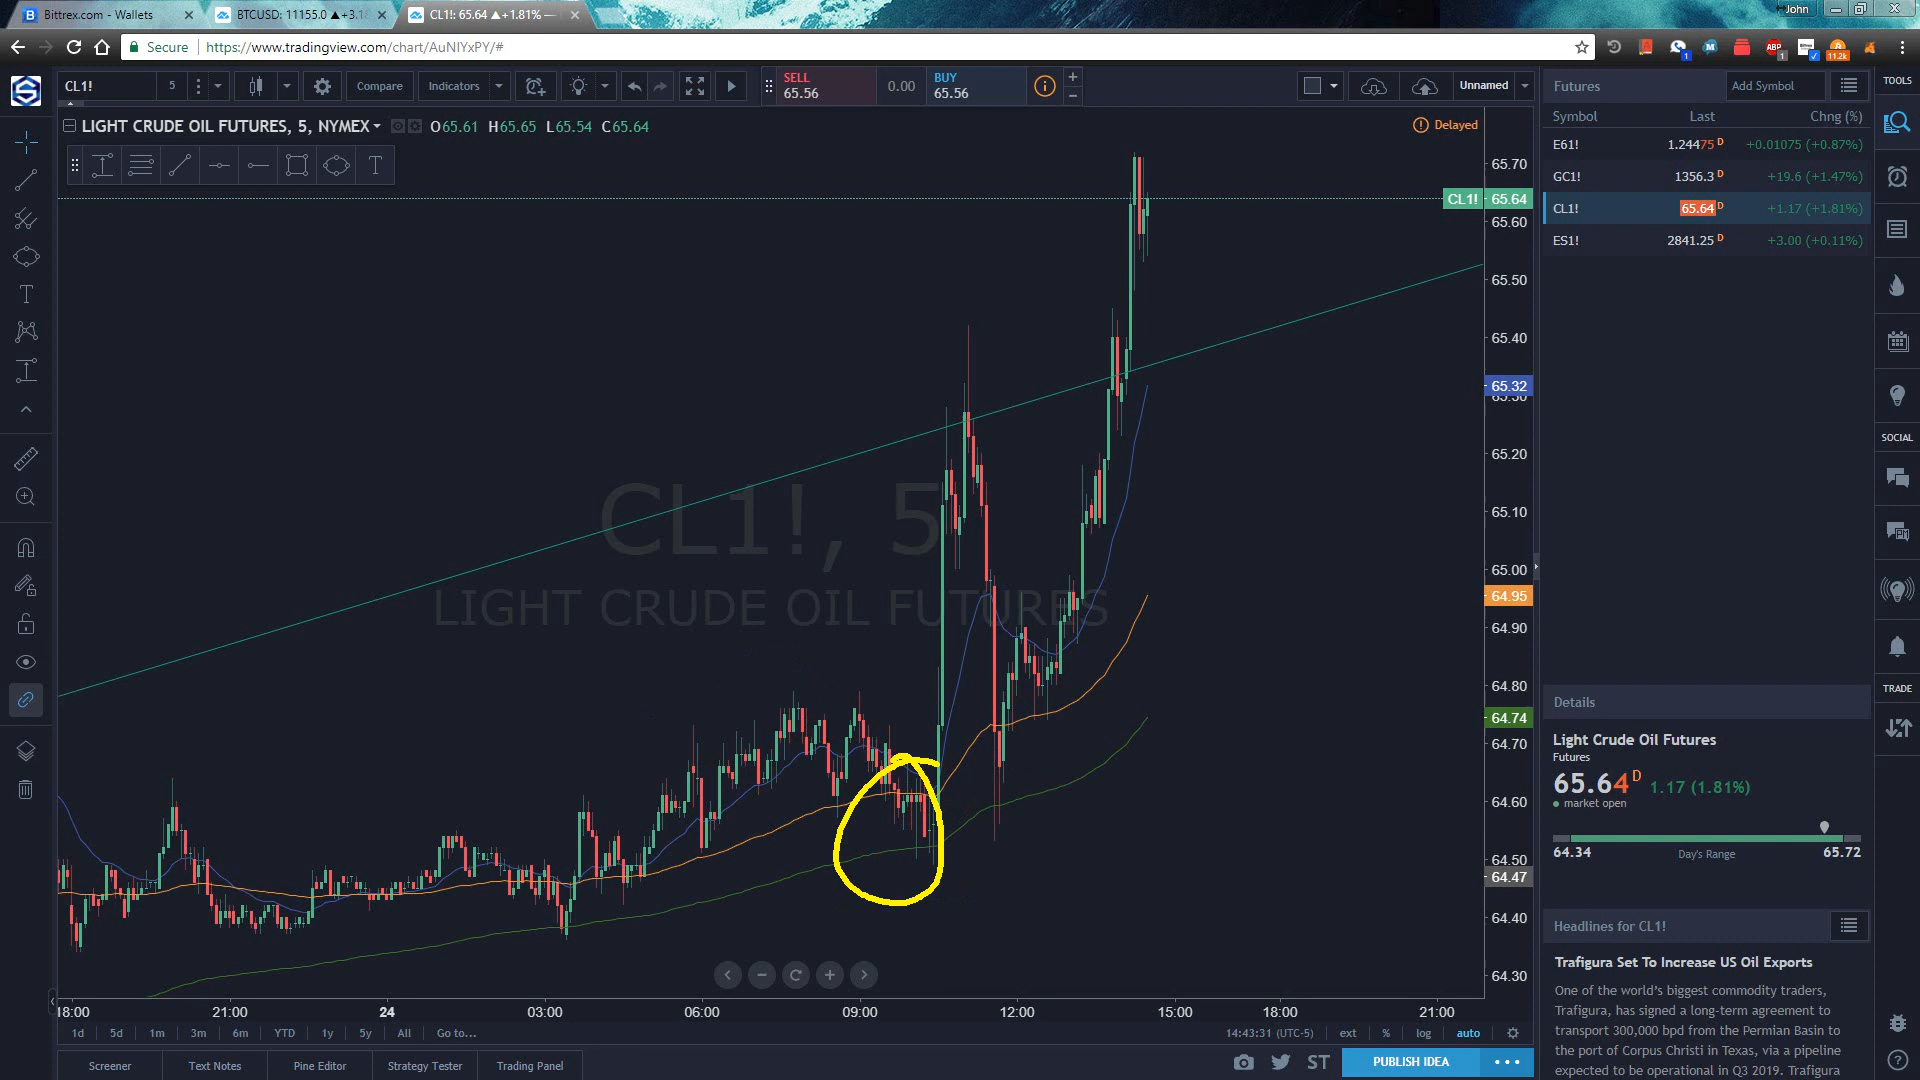 Bittrex.com - Wallets
BTCUSD: 11155.0 ▲+3.1
CL1!: 65.64 ▲+1.81% —
John
Secure
https://www.tradingview.com/chart/AuNIYxPY/#
CL1!
5
Compare
Indicators
SELL
65.56
0.00
BUY
65.56
Unnamed
LIGHT CRUDE OIL FUTURES, 5, NYMEX
O65.61 H65.65 L65.54 C65.64
Delayed
CL1!, 5
LIGHT CRUDE OIL FUTURES
65.70
CL1! 65.64
65.60
65.50
65.40
65.32
65.30
65.20
65.10
65.00
64.95
64.90
64.80
64.74
64.70
64.60
64.50
64.47
64.40
64.30
18:00 21:00 24 03:00 06:00 09:00 12:00 15:00 18:00 21:00
1d 5d 1m 3m 6m YTD 1y 5y All Go to...
14:43:31 (UTC-5) ext % log auto
Screener Text Notes Pine Editor Strategy Tester Trading Panel
ST
PUBLISH IDEA
Futures
Add Symbol
Symbol Last Chng (%)
E61! 1.24475 D +0.01075 (+0.87%)
GC1! 1356.3 D +19.6 (+1.47%)
CL1! 65.64 D +1.17 (+1.81%)
ES1! 2841.25 D +3.00 (+0.11%)
Details
Light Crude Oil Futures
Futures
65.64 D 1.17 (1.81%)
market open
64.34 Day's Range 65.72
Headlines for CL1!
Trafigura Set To Increase US Oil Exports
One of the world's biggest commodity traders,
Trafigura, has signed a long-term agreement to
transport 300,000 bpd from the Permian Basin to
the port of Corpus Christi in Texas, via a pipeline
expected to be operational in Q3 2019. Trafigura
TOOLS
SOCIAL
TRADE
ABP
1
1
11.2k